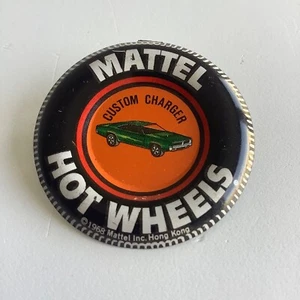 MATTEL
CUSTOM CHARGER
HOT WHEELS
©1968 Mattel Inc. Hong Kong